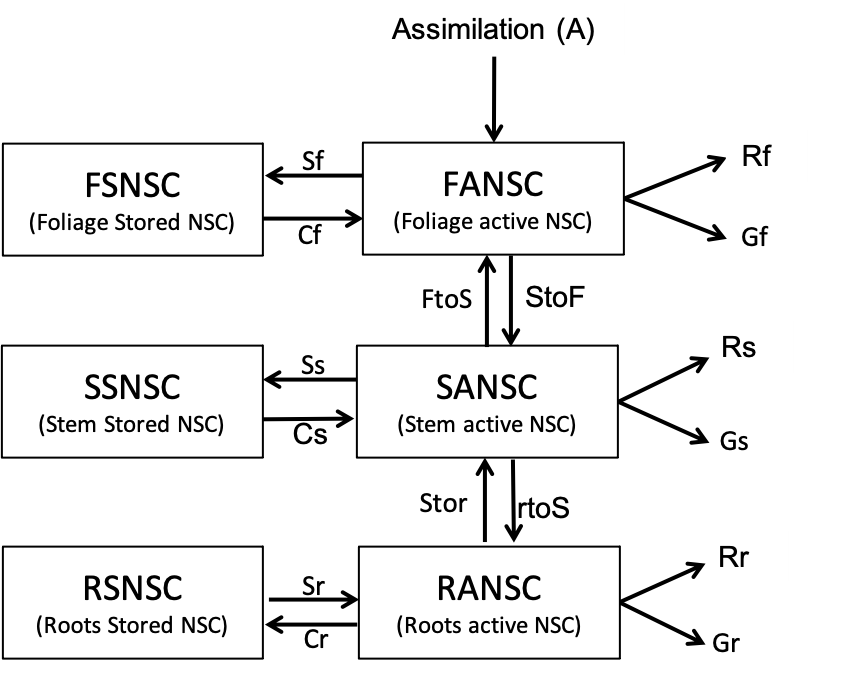 Assimilation (A)
Sf
Rf
FSNSC
(Foliage Stored NSC)
FANSC
(Foliage active NSC)
Cf
Gf
FtoS
StoF
Ss
Rs
SSNSC
(Stem Stored NSC)
SANSC
(Stem active NSC)
Cs
Gs
Stor
rtoS
Sr
Rr
RSNSC
(Roots Stored NSC)
RANSC
(Roots active NSC)
Cr
Gr